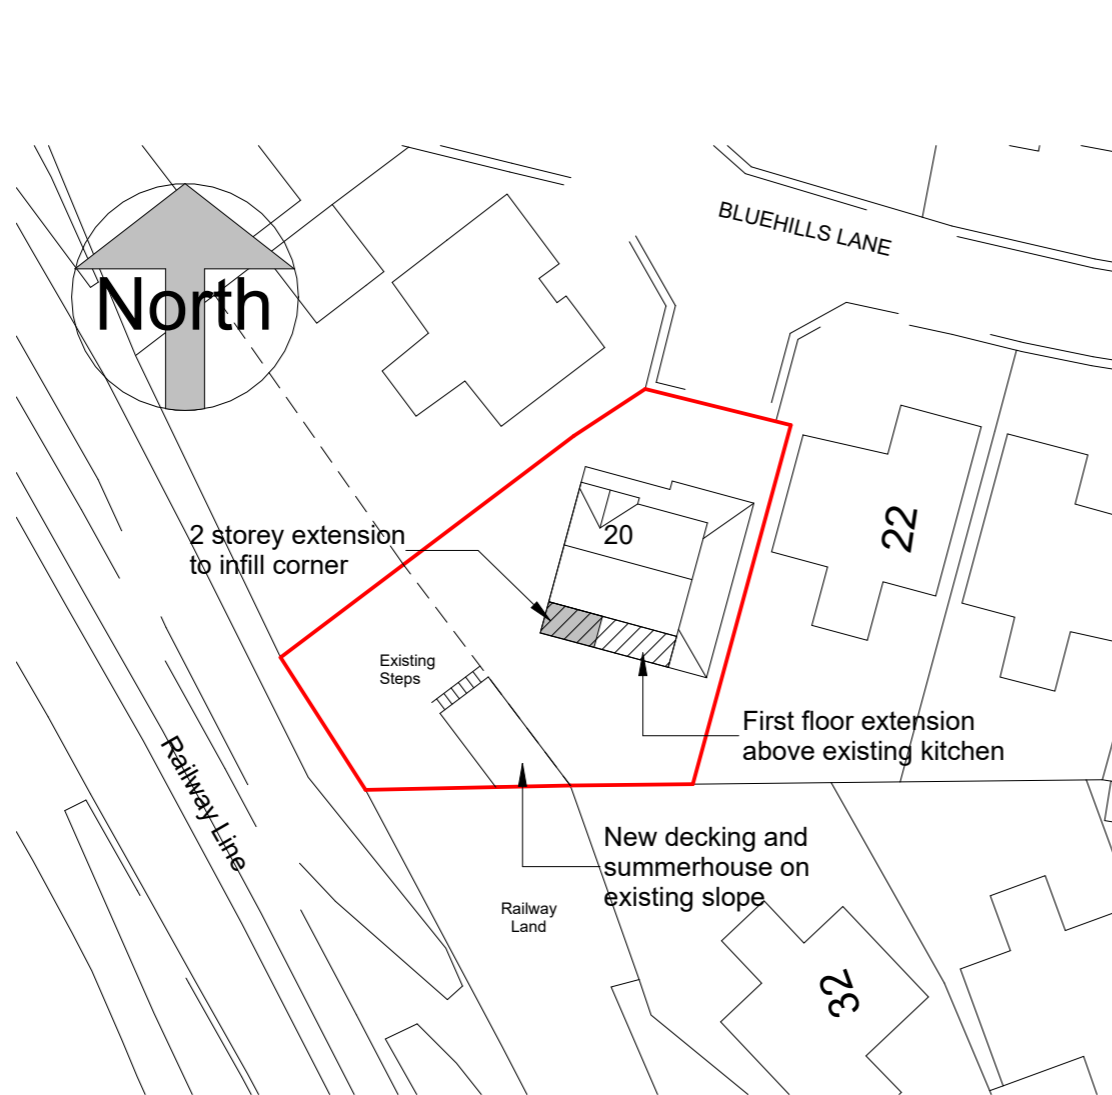 BLUEHILLS LANE
North
22
2 storey extension
to infill corner
20
Existing
Steps
First floor extension
above existing kitchen
Railway Line
New decking and
summerhouse on
existing slope
Railway
Land
32